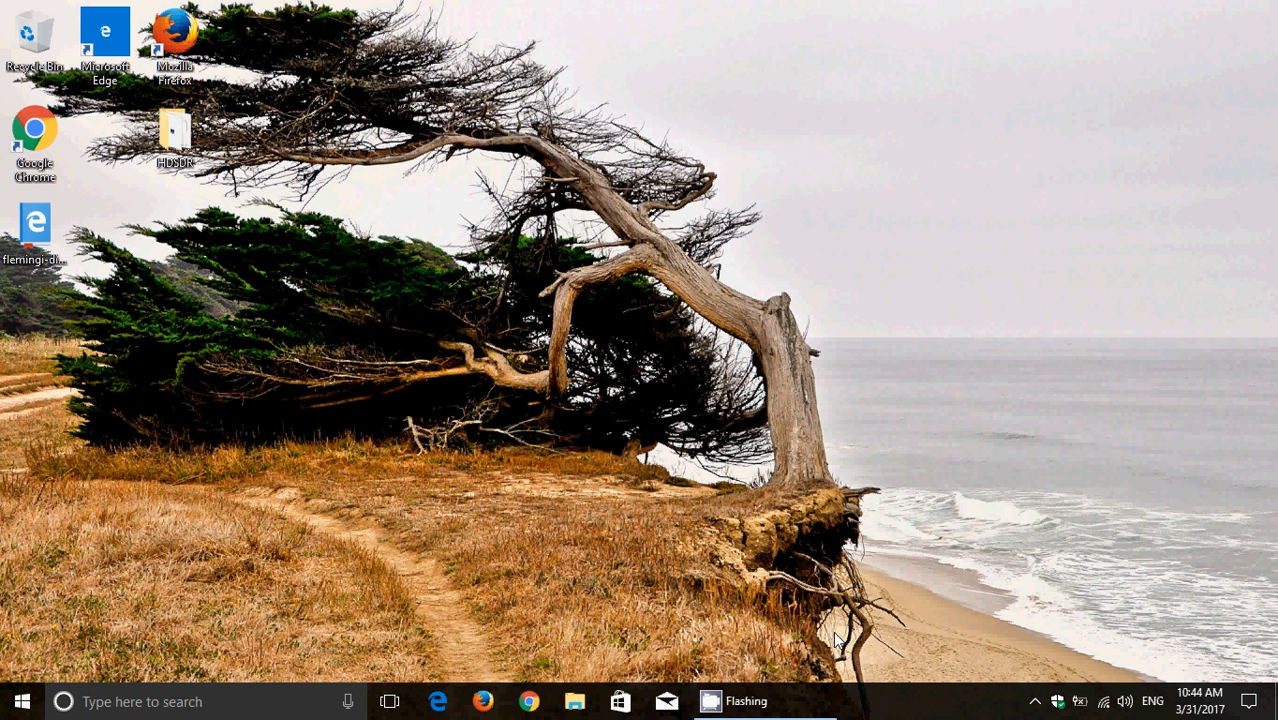 Recycle Bin
Microsoft
Edge
Mozilla
Firefox
Google
Chrome
HDSDR
flemingi-di...
Type here to search
Flashing
ENG
10:44 AM
3/31/2017